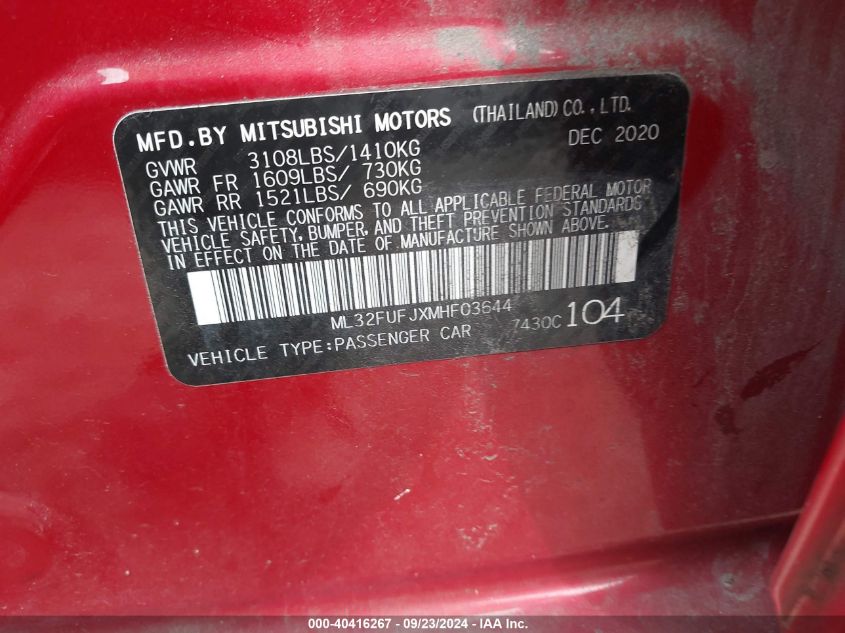 MFD. BY MITSUBISHI MOTORS (THAILAND) CO., LTD.
GVWR 3108LBS/1410KG DEC 2020
GAWR FR 1609LBS/ 730KG
GAWR RR 1521LBS/ 690KG
THIS VEHICLE CONFORMS TO ALL APPLICABLE FEDERAL MOTOR
VEHICLE SAFETY, BUMPER, AND THEFT PREVENTION STANDARDS
IN EFFECT ON THE DATE OF MANUFACTURE SHOWN ABOVE.
ML32FUFJXMHF03644
VEHICLE TYPE:PASSENGER CAR 7430C 104
000-40416267 - 09/23/2024 - IAAI Inc.